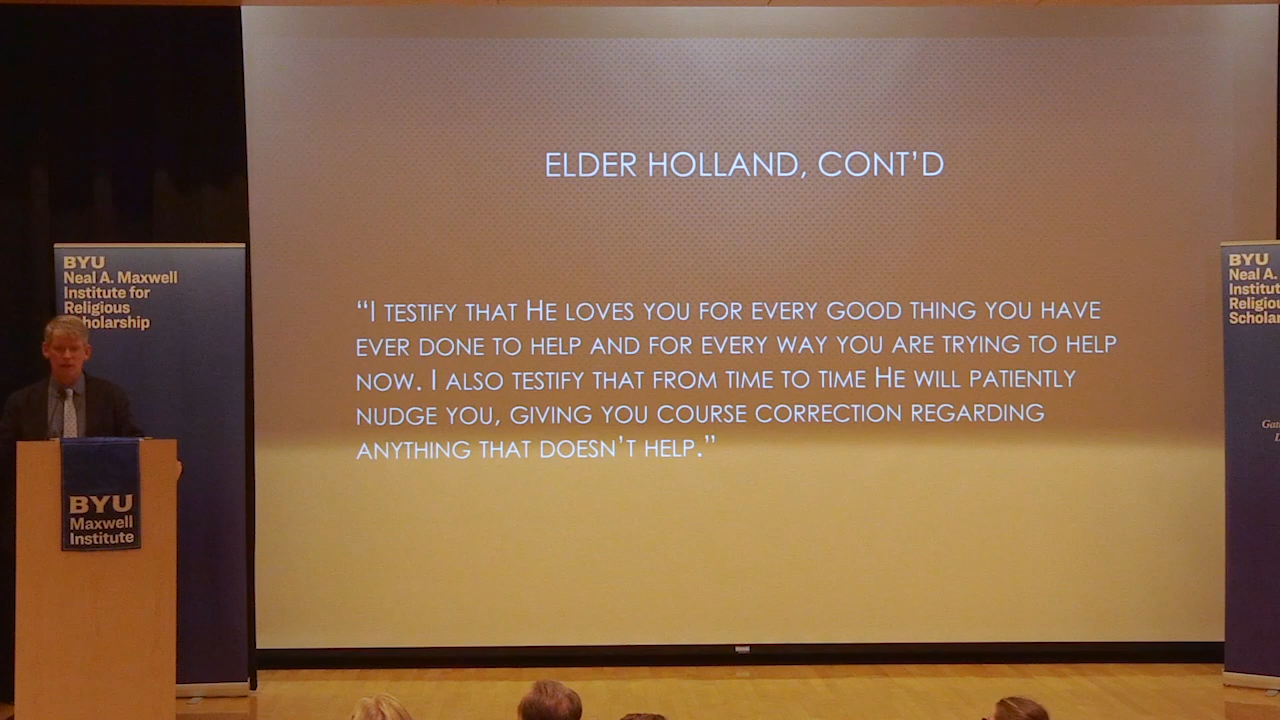 ELDER HOLLAND, CONT’D
“I TESTIFY THAT HE LOVES YOU FOR EVERY GOOD THING YOU HAVE
EVER DONE TO HELP AND FOR EVERY WAY YOU ARE TRYING TO HELP
NOW. I ALSO TESTIFY THAT FROM TIME TO TIME HE WILL PATIENTLY
NUDGE YOU, GIVING YOU COURSE CORRECTION REGARDING
ANYTHING THAT DOESN’T HELP.”
BYU
Neal A. Maxwell
Institute for
Religious
Scholarship
BYU
Maxwell
Institute
BYU
Neal A.
Institut
Religio
Scholar